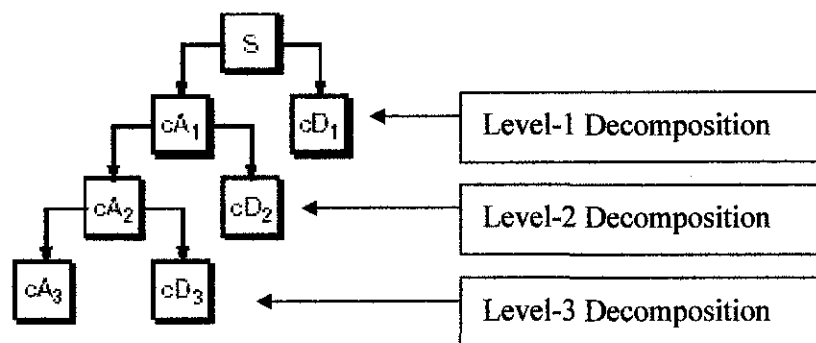 S
cA₁ cD₁ Level-1 Decomposition
cA₂ cD₂ Level-2 Decomposition
cA₃ cD₃ Level-3 Decomposition